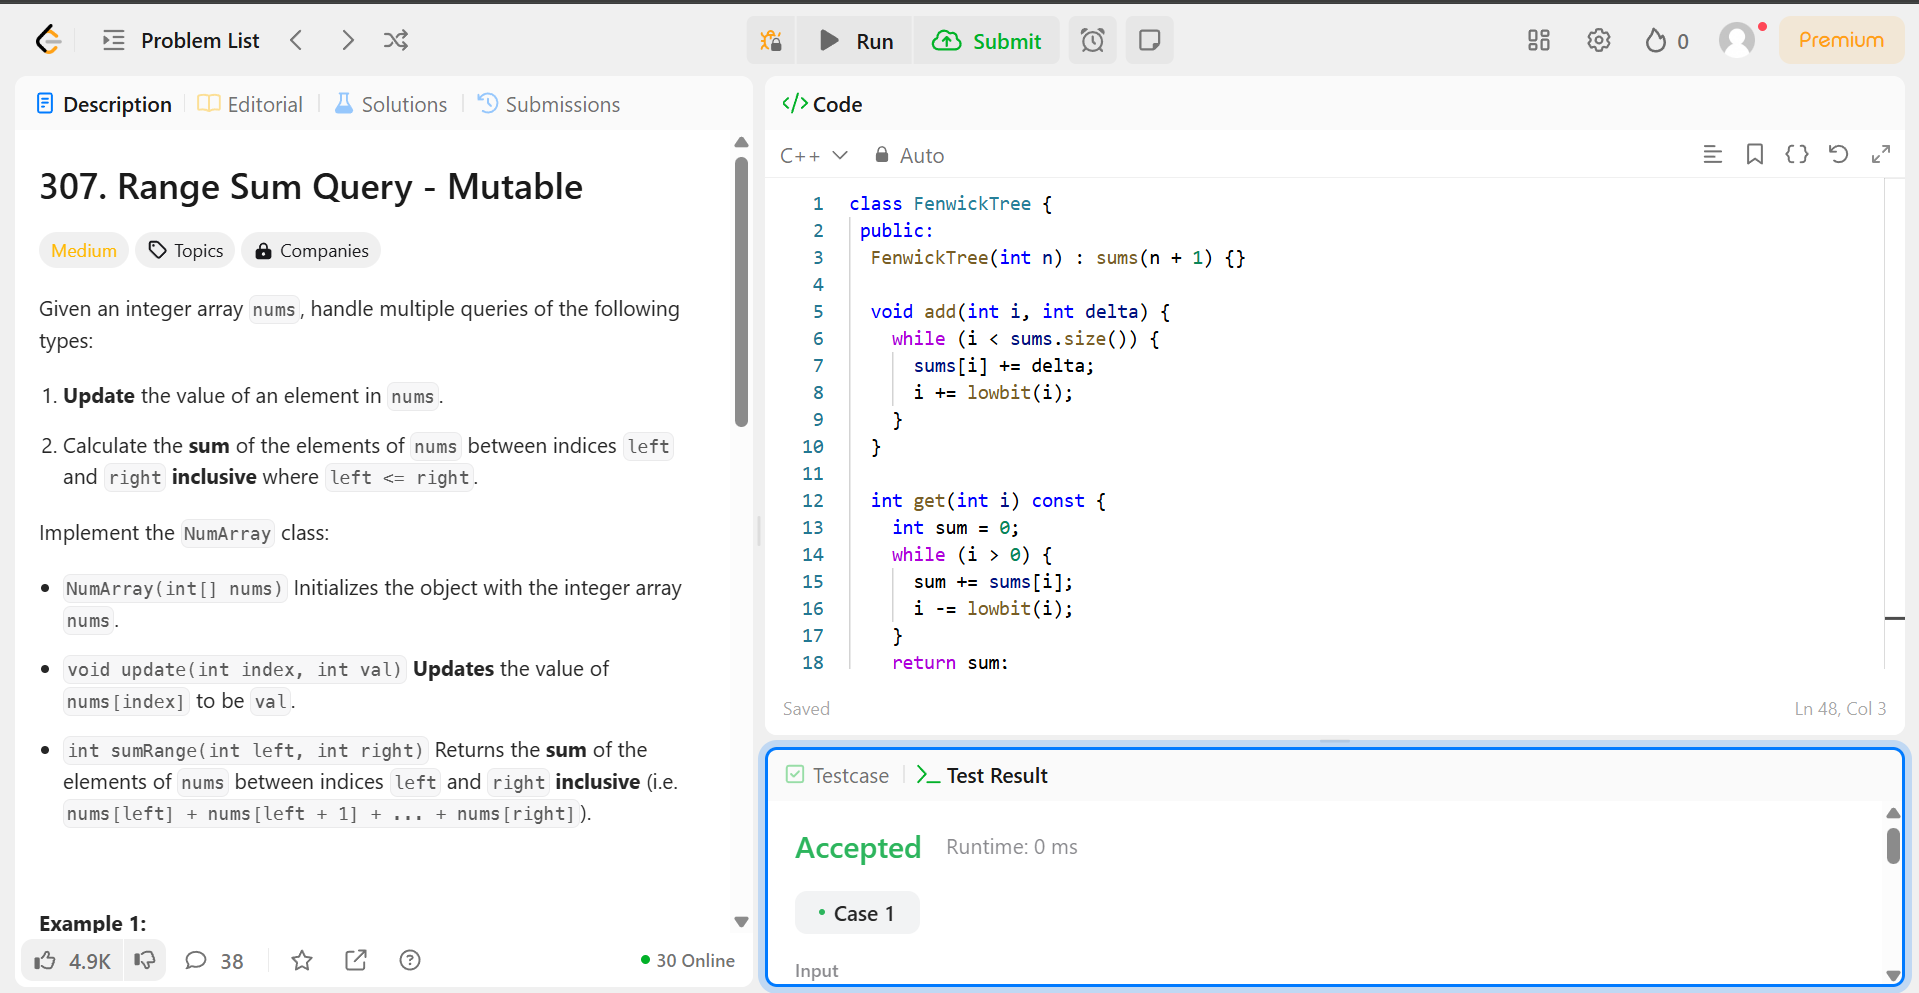 Problem List
Run
Submit
0
Premium
Description
Editorial
Solutions
Submissions
307. Range Sum Query - Mutable
Medium
Topics
Companies
Given an integer array nums, handle multiple queries of the following
types:
1. Update the value of an element in nums.
2. Calculate the sum of the elements of nums between indices left
and right inclusive where left <= right.
Implement the NumArray class:
• NumArray(int[] nums) Initializes the object with the integer array
nums.
• void update(int index, int val) Updates the value of
nums[index] to be val.
• int sumRange(int left, int right) Returns the sum of the
elements of nums between indices left and right inclusive (i.e.
nums[left] + nums[left + 1] + ... + nums[right]).
Example 1:
4.9K
38
30 Online
</> Code
C++
Auto
1 class FenwickTree {
2 public:
3 FenwickTree(int n) : sums(n + 1) {}
4
5 void add(int i, int delta) {
6 while (i < sums.size()) {
7 sums[i] += delta;
8 i += lowbit(i);
9 }
10 }
11
12 int get(int i) const {
13 int sum = 0;
14 while (i > 0) {
15 sum += sums[i];
16 i -= lowbit(i);
17 }
18 return sum;
Saved
Ln 48, Col 3
Testcase
Test Result
Accepted
Runtime: 0 ms
• Case 1
Input